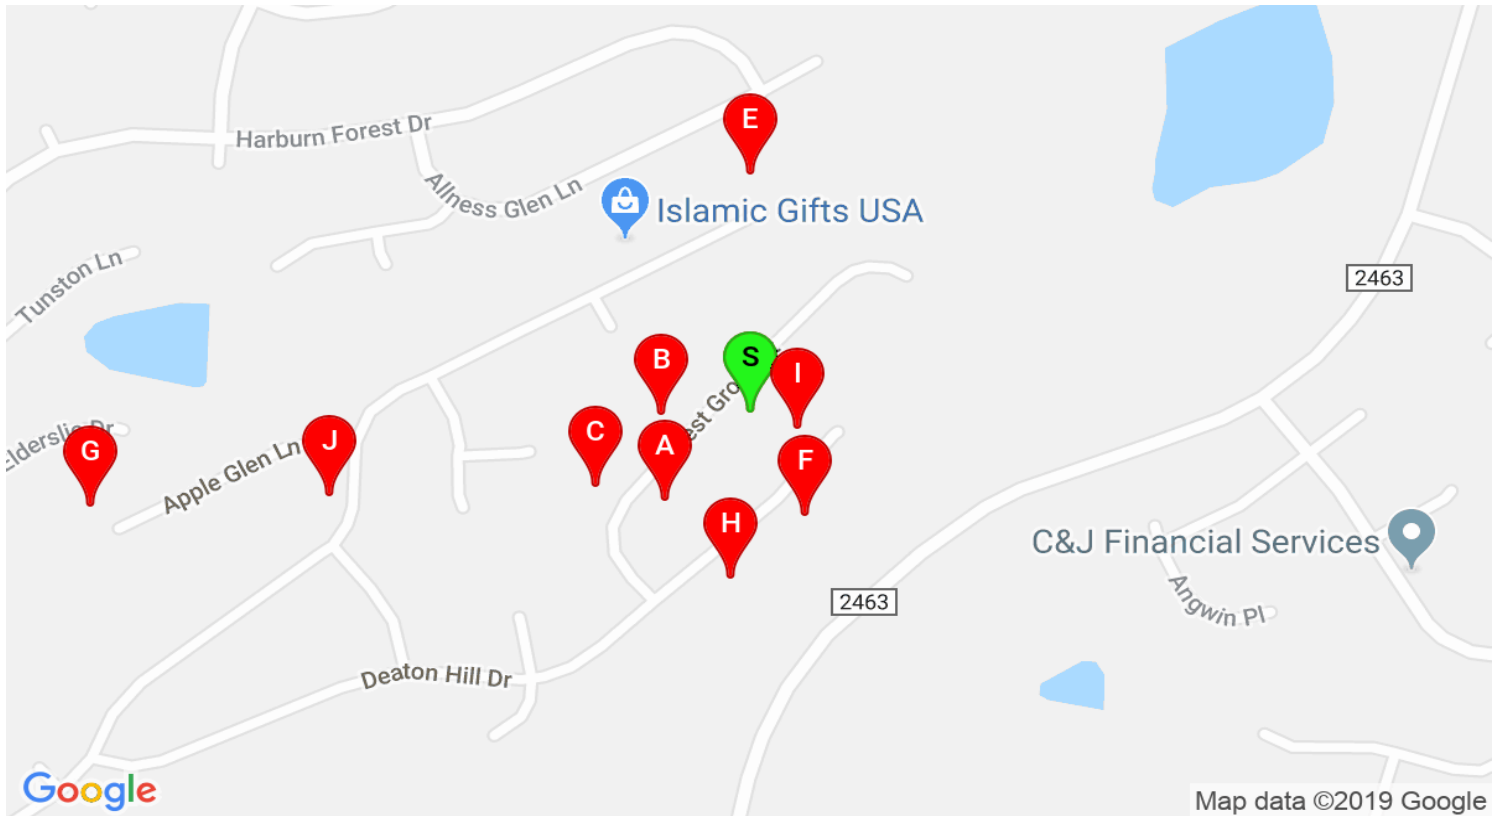 Harburn Forest Dr
E
Allness Glen Ln
Islamic Gifts USA
Tunston Ln
2463
B
S
I
C
A
F
J
G
Apple Glen Ln
H
C&J Financial Services
2463
Angwin Pl
Deaton Hill Dr
Google
Map data ©2019 Google